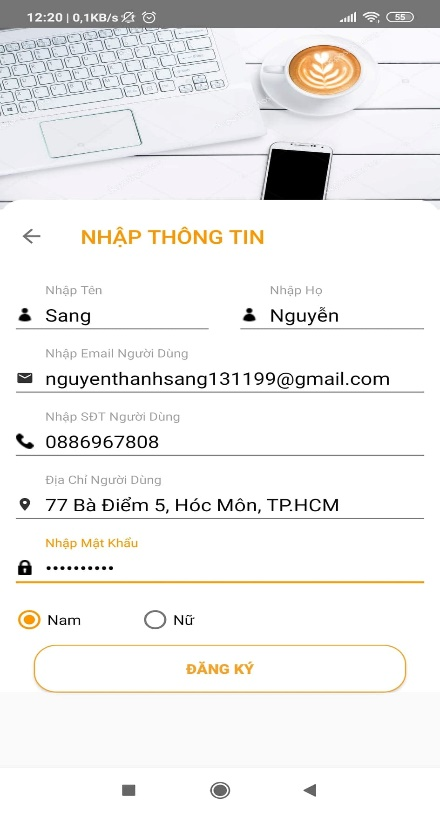 12:20 | 0,1KB/s
55
NHẬP THÔNG TIN
Nhập Tên
Nhập Họ
Sang
Nguyễn
Nhập Email Người Dùng
nguyenthanhsang131199@gmail.com
Nhập SĐT Người Dùng
0886967808
Địa Chỉ Người Dùng
77 Bà Điểm 5, Hóc Môn, TP.HCM
Nhập Mật Khẩu
••••••••••
Nam
Nữ
ĐĂNG KÝ